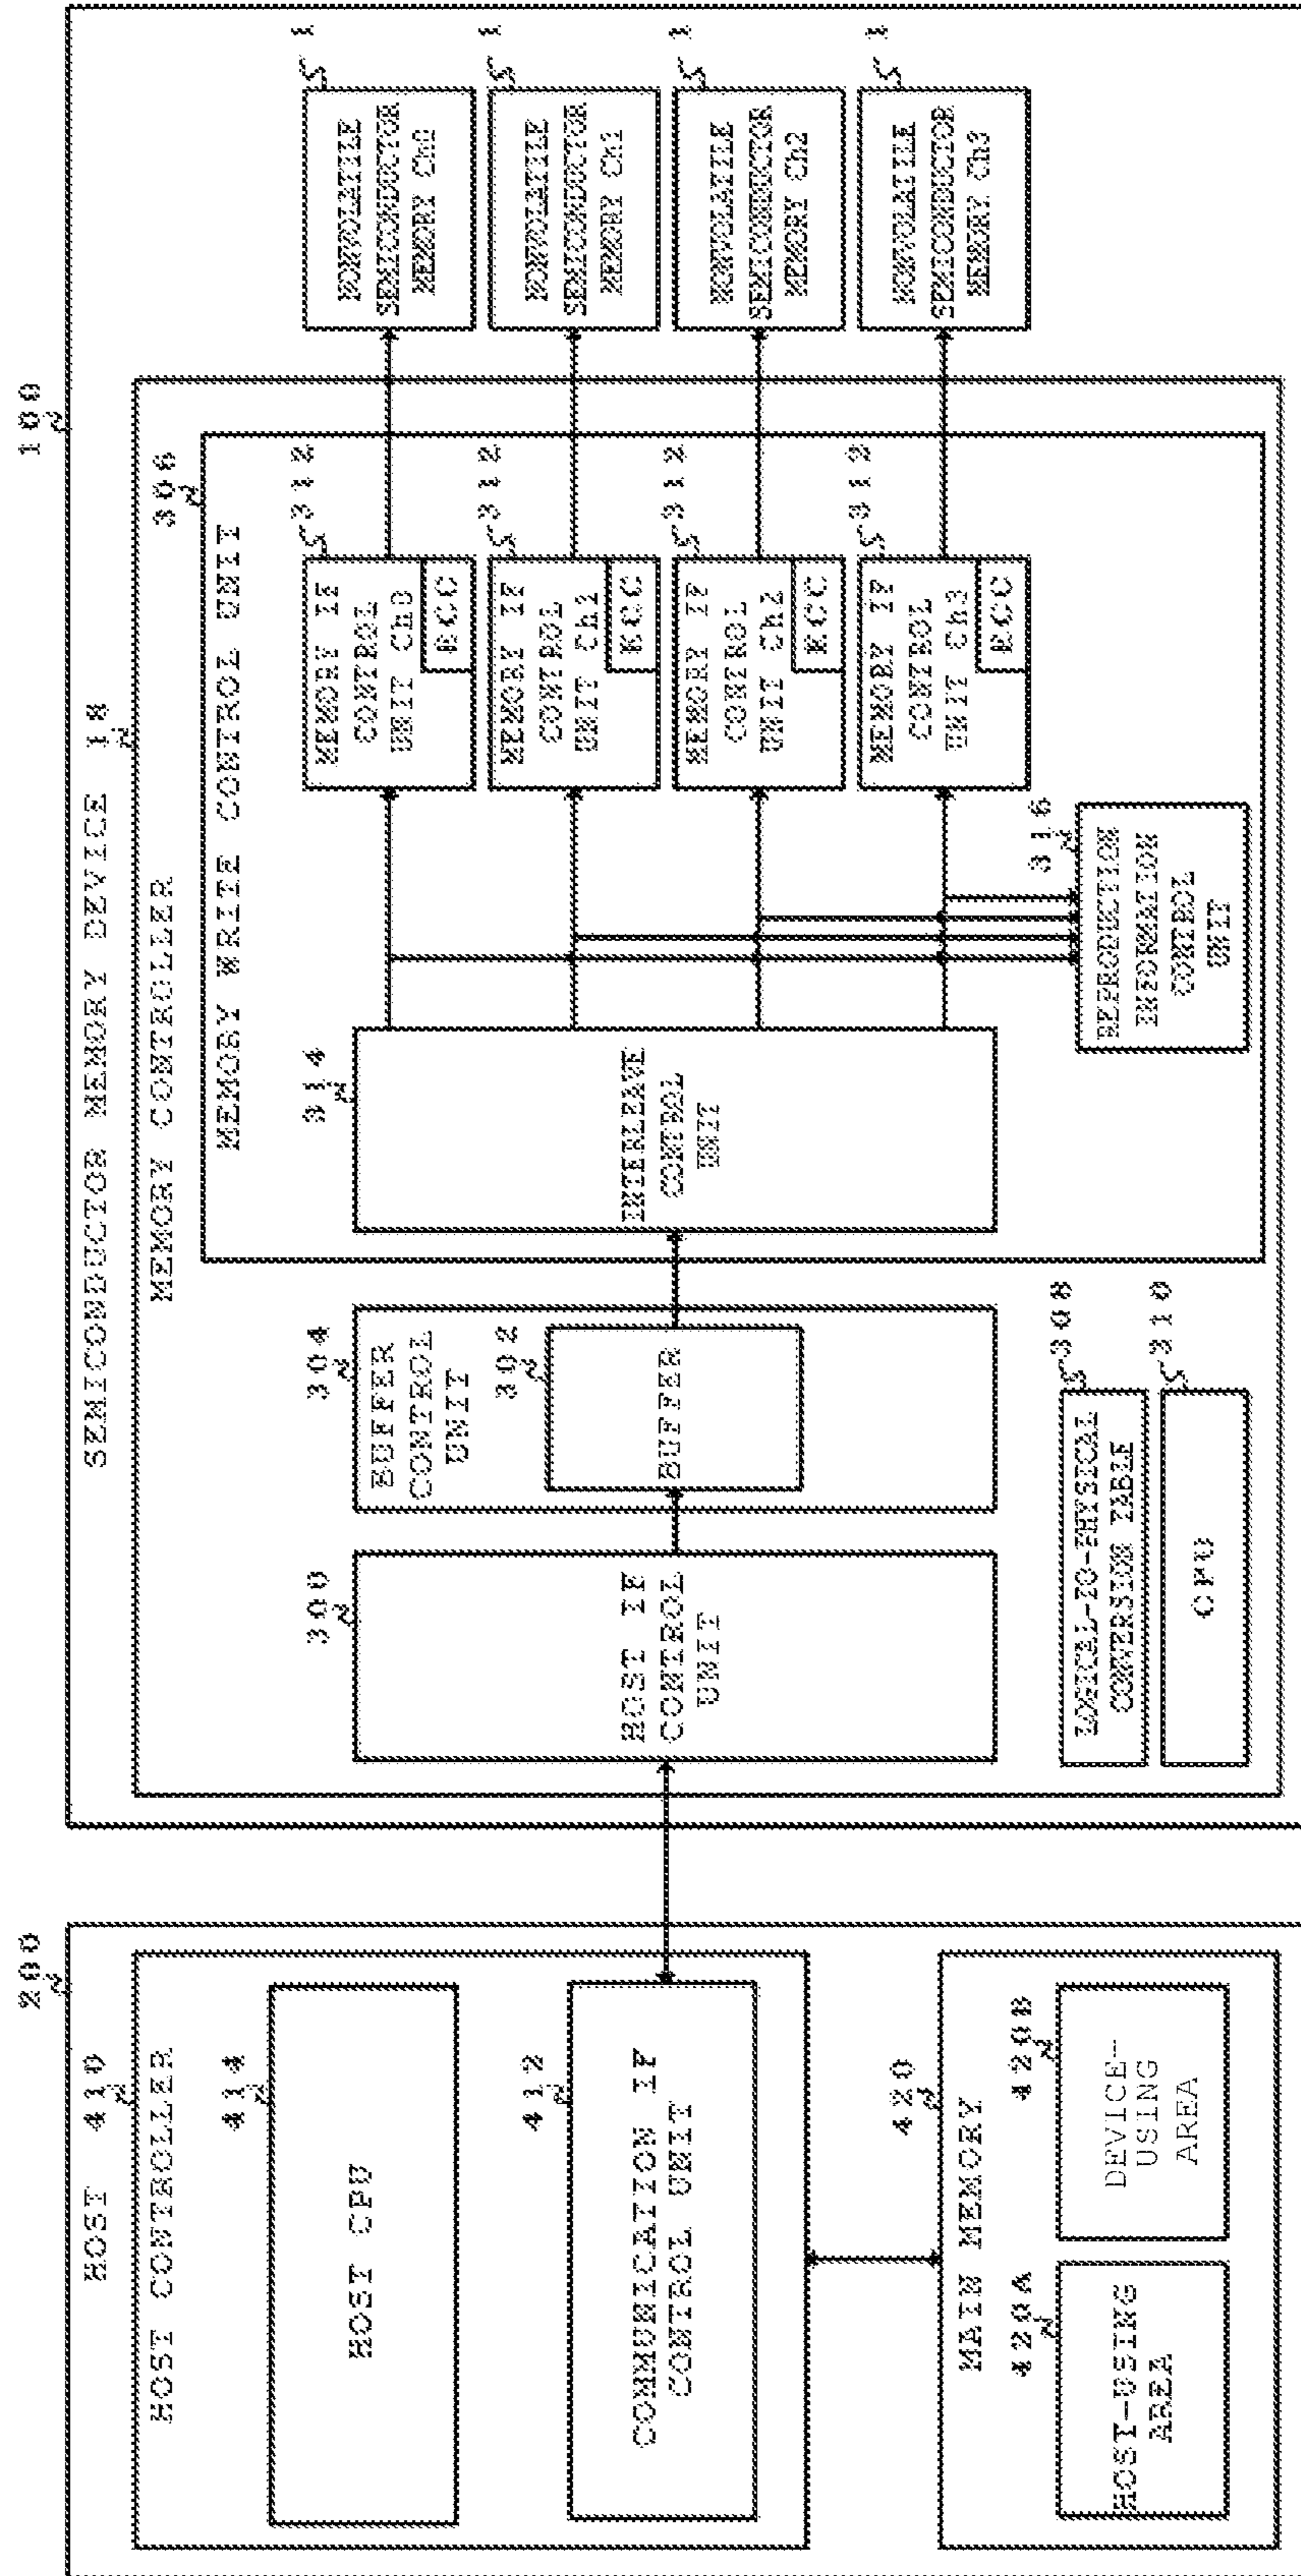 200
HOST
410
HOST CONTROLLER
414
HOST CPU
412
COMMUNICATION IF
CONTROL UNIT
420
MAIN MEMORY
420A
HOST-USING
AREA
420B
DEVICE-
USING
AREA
100
SEMICONDUCTOR MEMORY DEVICE
18
MEMORY CONTROLLER
300
HOST IF
CONTROL
UNIT
304
BUFFER
CONTROL
UNIT
302
BUFFER
308
LOGICAL-TO-PHYSICAL
CONVERSION TABLE
310
CPU
306
MEMORY WRITE CONTROL UNIT
314
INTERLEAVE
CONTROL
UNIT
316
REPRODUCTION
INFORMATION
CONTROL
UNIT
312
MEMORY IF
CONTROL
UNIT Ch0
ECC
312
MEMORY IF
CONTROL
UNIT Ch1
ECC
312
MEMORY IF
CONTROL
UNIT Ch2
ECC
312
MEMORY IF
CONTROL
UNIT Ch3
ECC
1
NONVOLATILE
SEMICONDUCTOR
MEMORY Ch0
1
NONVOLATILE
SEMICONDUCTOR
MEMORY Ch1
1
NONVOLATILE
SEMICONDUCTOR
MEMORY Ch2
1
NONVOLATILE
SEMICONDUCTOR
MEMORY Ch3